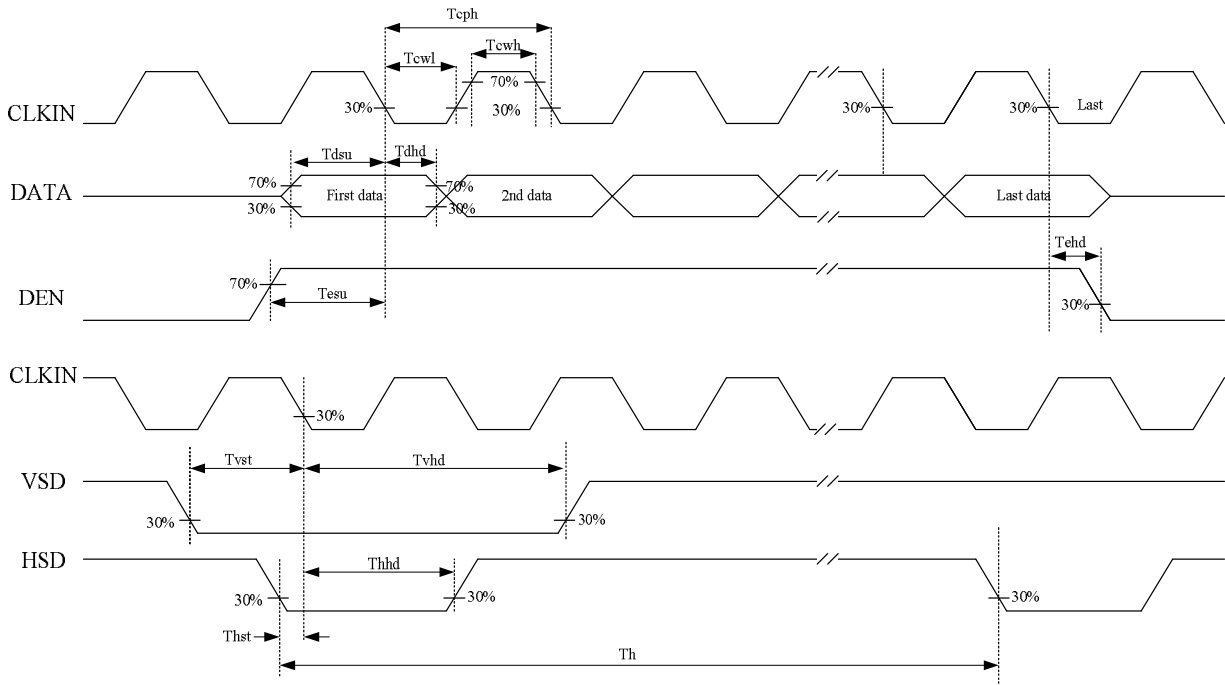 Tcph
Tcwl
Tcwh
70%
CLKIN
30%
30%
30%
30%
Last
Tdsu
Tdhd
DATA
70%
First data
70%
2nd data
Last data
30%
30%
Tehd
DEN
70%
Tesu
30%
CLKIN
30%
Tvst
Tvhd
VSD
30%
30%
HSD
Thhd
30%
30%
30%
Thst
Th